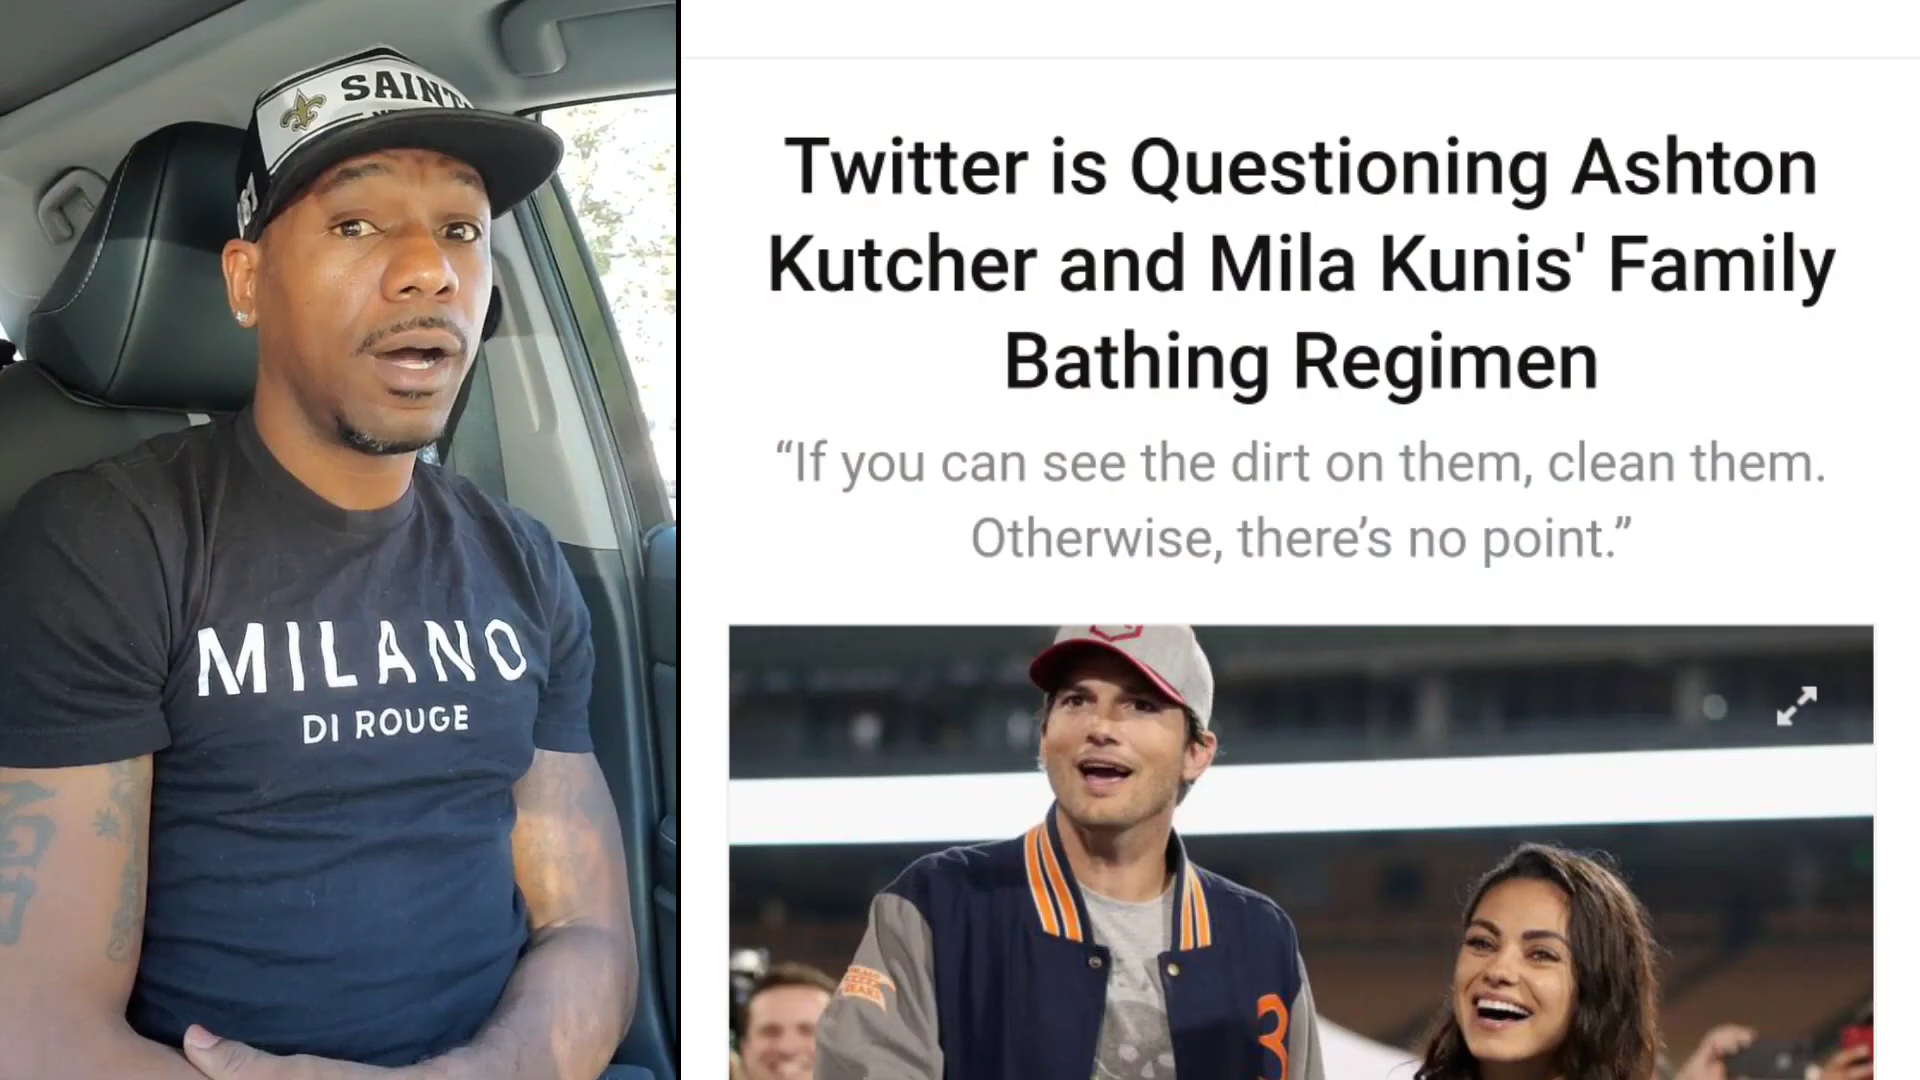 SAINT
MILANO
DI ROUGE
Twitter is Questioning Ashton
Kutcher and Mila Kunis' Family
Bathing Regimen
“If you can see the dirt on them, clean them.
Otherwise, there’s no point.”
3